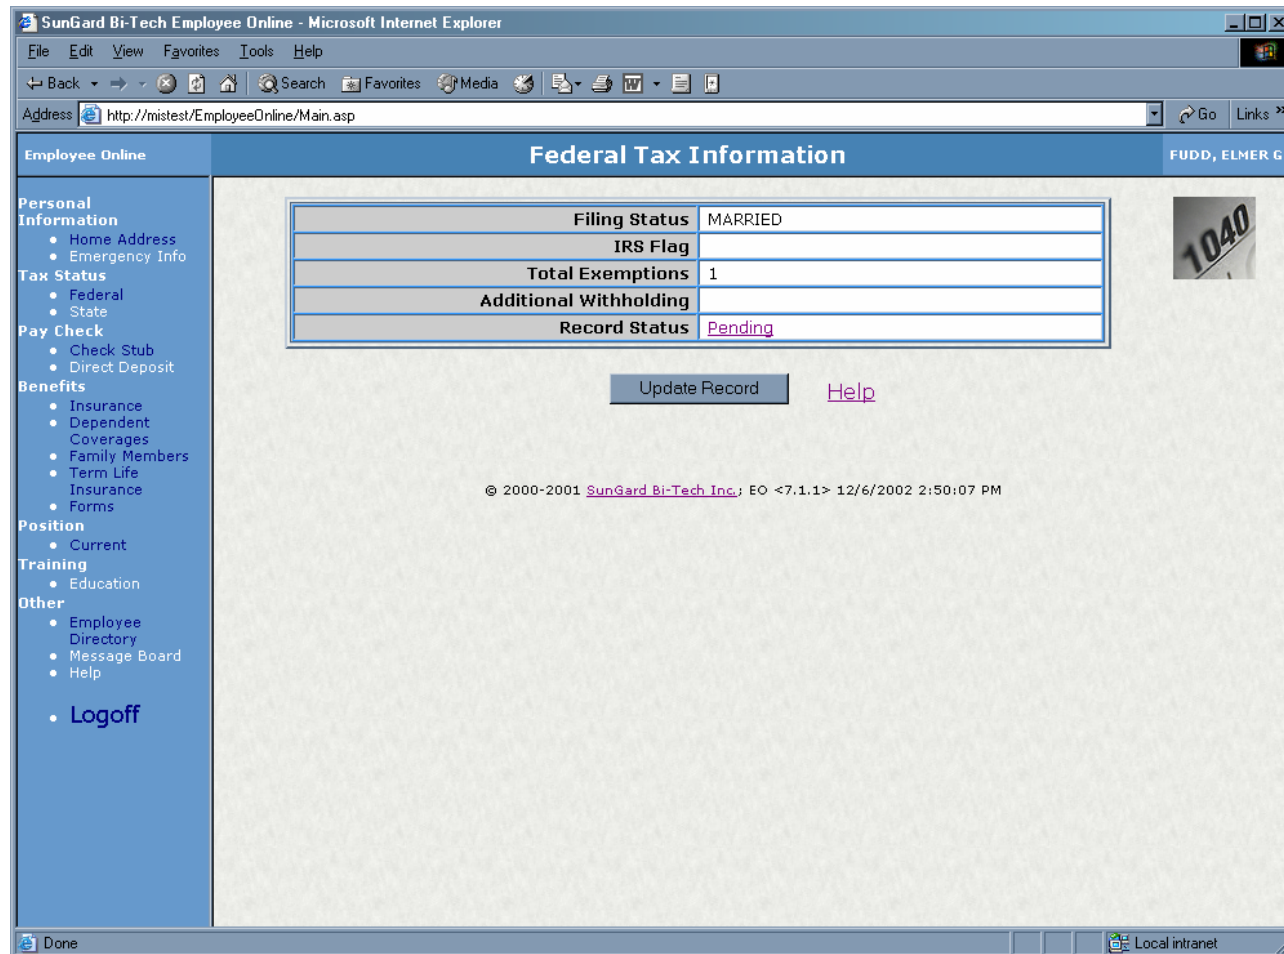 SunGard Bi-Tech Employee Online - Microsoft Internet Explorer
File Edit View Favorites Tools Help
Back Search Favorites Media
Address http://mistest/EmployeeOnline/Main.asp Go Links »
Employee Online
Federal Tax Information
FUDD, ELMER G
Personal
Information
Home Address
Emergency Info
Tax Status
Federal
State
Pay Check
Check Stub
Direct Deposit
Benefits
Insurance
Dependent
Coverages
Family Members
Term Life
Insurance
Forms
Position
Current
Training
Education
Other
Employee
Directory
Message Board
Help
Logoff
Filing Status MARRIED
IRS Flag
Total Exemptions 1
Additional Withholding
Record Status Pending
Update Record Help
© 2000-2001 SunGard Bi-Tech Inc.; EO <7.1.1> 12/6/2002 2:50:07 PM
1040
Done Local intranet